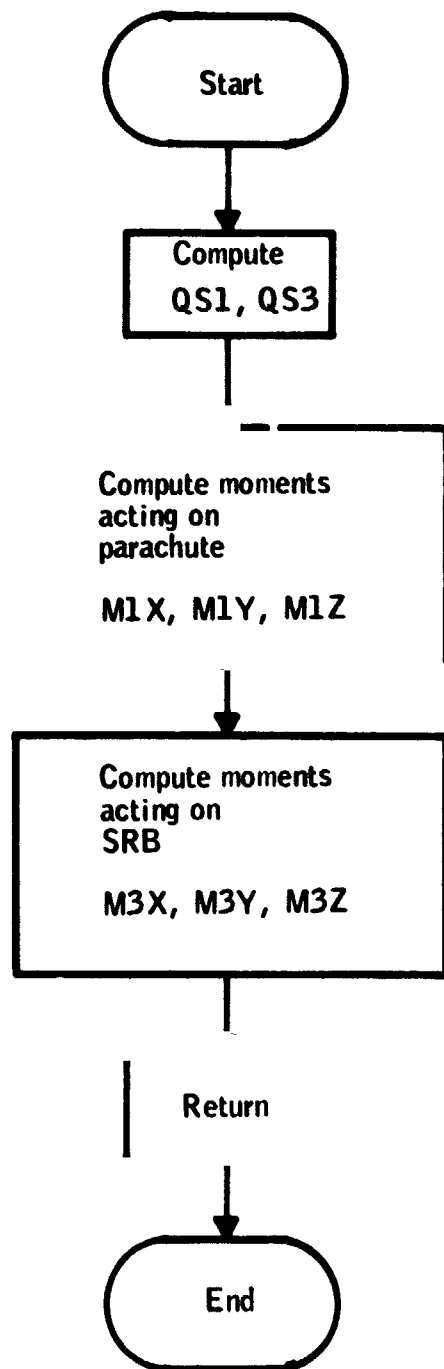 Start
Compute
QS1, QS3
Compute moments
acting on
parachute
M1X, M1Y, M1Z
Compute moments
acting on
SRB
M3X, M3Y, M3Z
Return
End